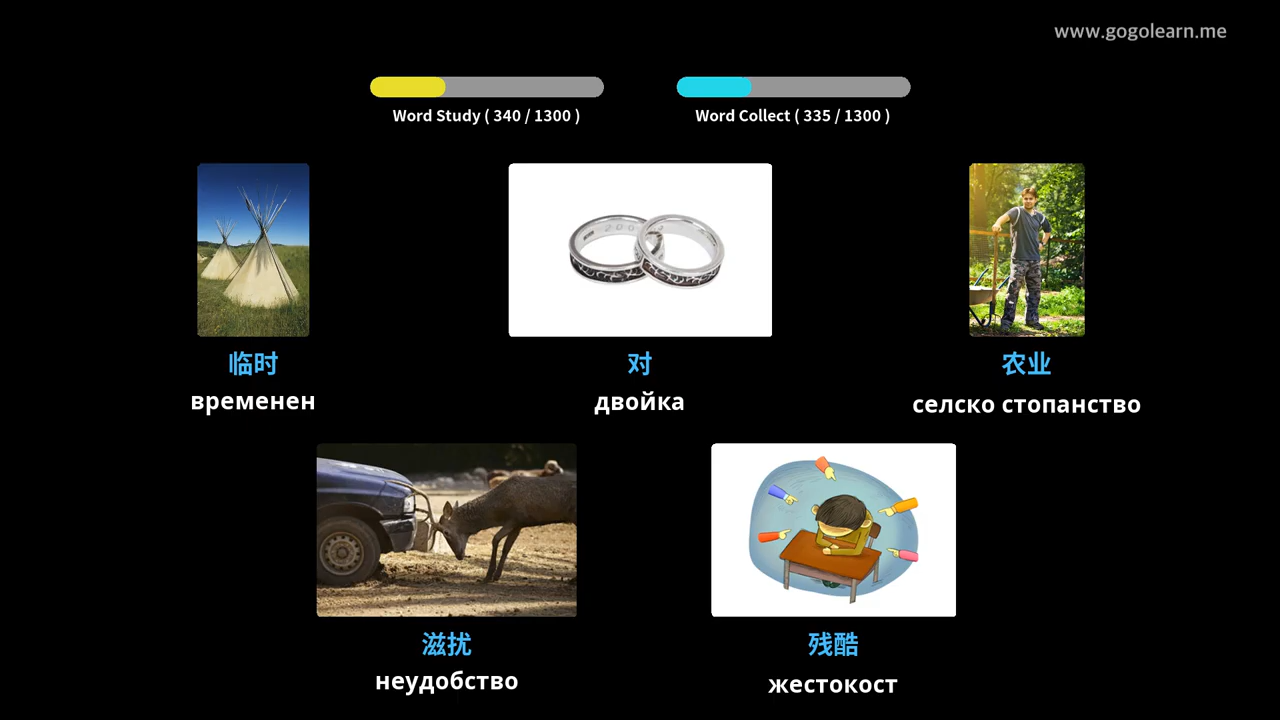 www.gogolearn.me
Word Study ( 340 / 1300 )
Word Collect ( 335 / 1300 )
临时
временен
对
двойка
农业
селско стопанство
滋扰
неудобство
残酷
жестокост